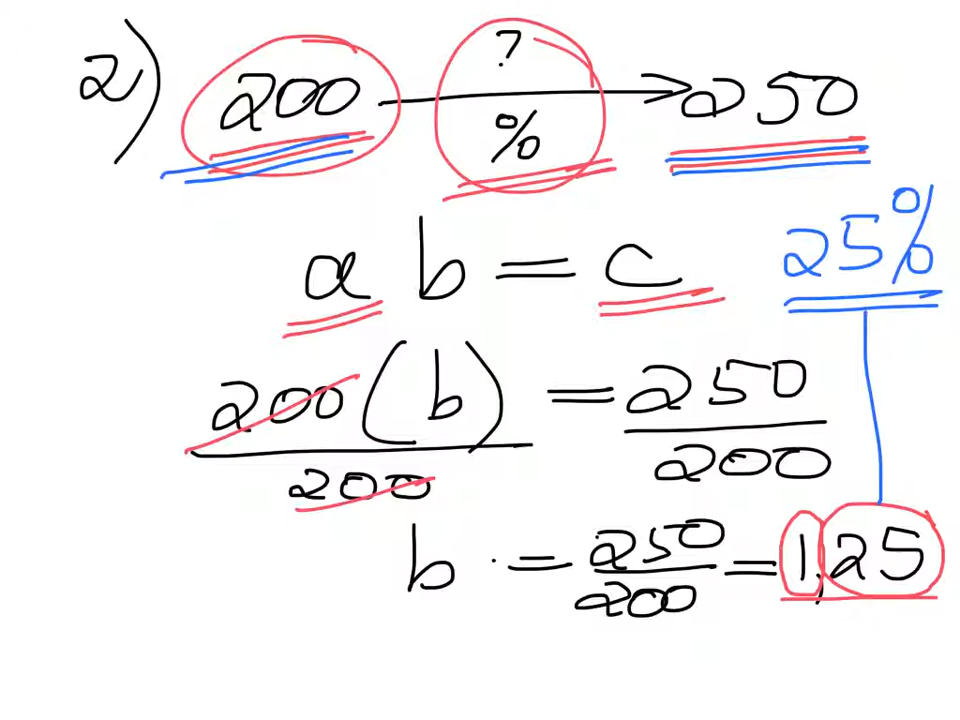 2) 200 ? % 250
a b = c 25%
200 (b) / 200 = 250 / 200
b = 250 / 200 = 1,25